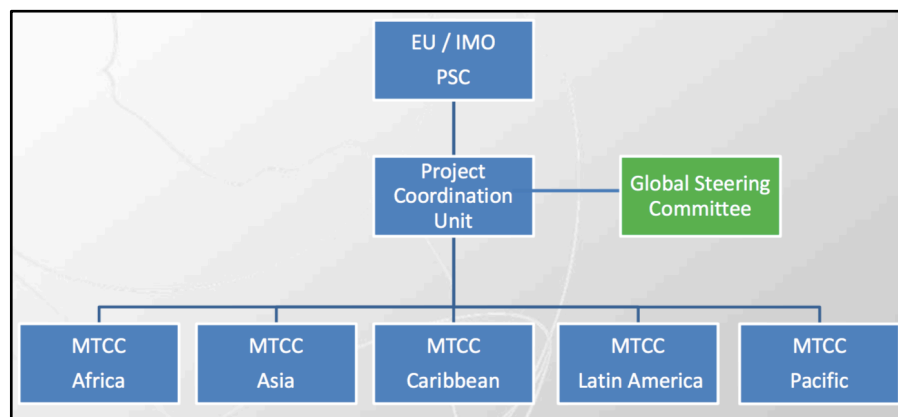 EU / IMO
PSC
Project
Coordination
Unit
Global Steering
Committee
MTCC
Africa
MTCC
Asia
MTCC
Caribbean
MTCC
Latin America
MTCC
Pacific